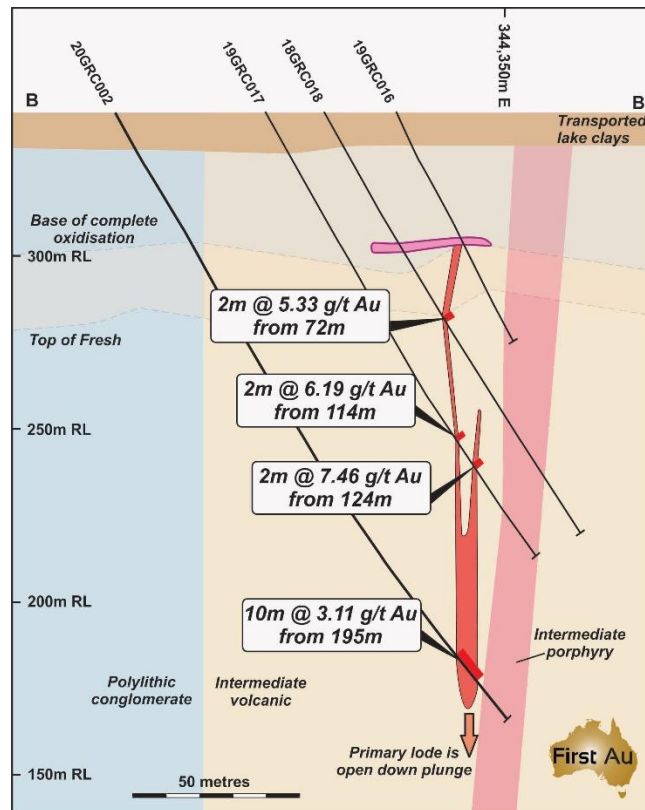 20GRC002
19GRC017
18GRC018
19GRC016
344,350m E
B
B
Transported
lake clays
Base of complete
oxidisation
300m RL
2m @ 5.33 g/t Au
from 72m
Top of Fresh
2m @ 6.19 g/t Au
from 114m
250m RL
2m @ 7.46 g/t Au
from 124m
200m RL
10m @ 3.11 g/t Au
from 195m
Intermediate
porphyry
Polylithic
conglomerate
Intermediate
volcanic
Primary lode is
open down plunge
First Au
150m RL
50 metres